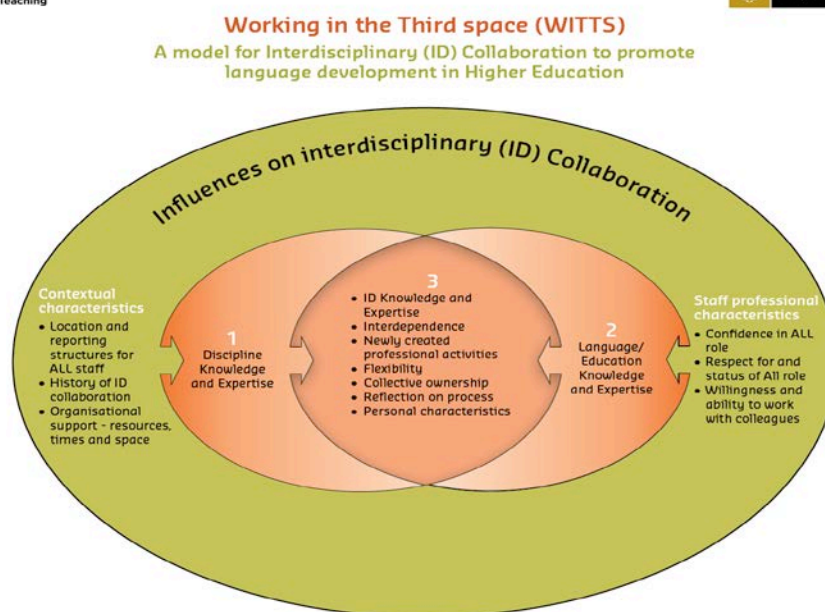 Teaching
Working in the Third space (WITTS)
A model for Interdisciplinary (ID) Collaboration to promote
language development in Higher Education
Influences on interdisciplinary (ID) Collaboration
Contextual
characteristics
• Location and
reporting
structures for
ALL staff
• History of ID
collaboration
• Organisational
support - resources,
times and space
1
Discipline
Knowledge
and Expertise
3
• ID Knowledge and
Expertise
• Interdependence
• Newly created
professional activities
• Flexibility
• Collective ownership
• Reflection on process
• Personal characteristics
2
Language/
Education
Knowledge
and Expertise
Staff professional
characteristics
• Confidence in ALL
role
• Respect for and
status of All role
• Willingness and
ability to work
with colleagues